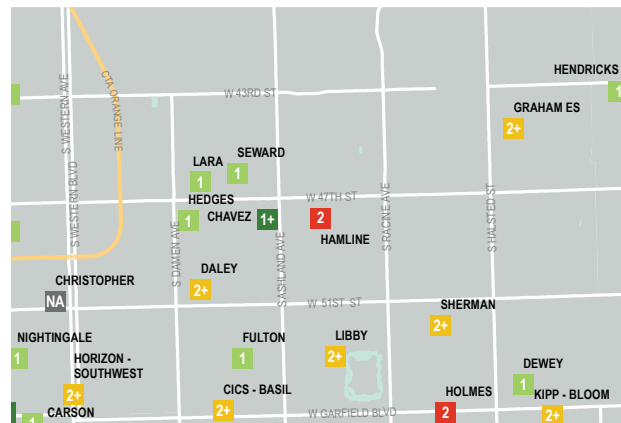 HENDRICKS
1
S WESTERN AVE
CTA ORANGE LINE
W 43RD ST
GRAHAM ES
2+
SEWARD
1
LARA
1
HEDGES
1
CHAVEZ
1+
W 47TH ST
2
HAMLINE
S WESTERN BLVD
S DAMEN AVE
S ASHLAND AVE
S RACINE AVE
S HALSTED ST
DALEY
2+
CHRISTOPHER
NA
W 51ST ST
SHERMAN
2+
NIGHTINGALE
1
FULTON
1
LIBBY
2+
HORIZON -
SOUTHWEST
2+
DEWEY
1
CICS - BASIL
2+
HOLMES
2
KIPP - BLOOM
2+
CARSON
1
W GARFIELD BLVD